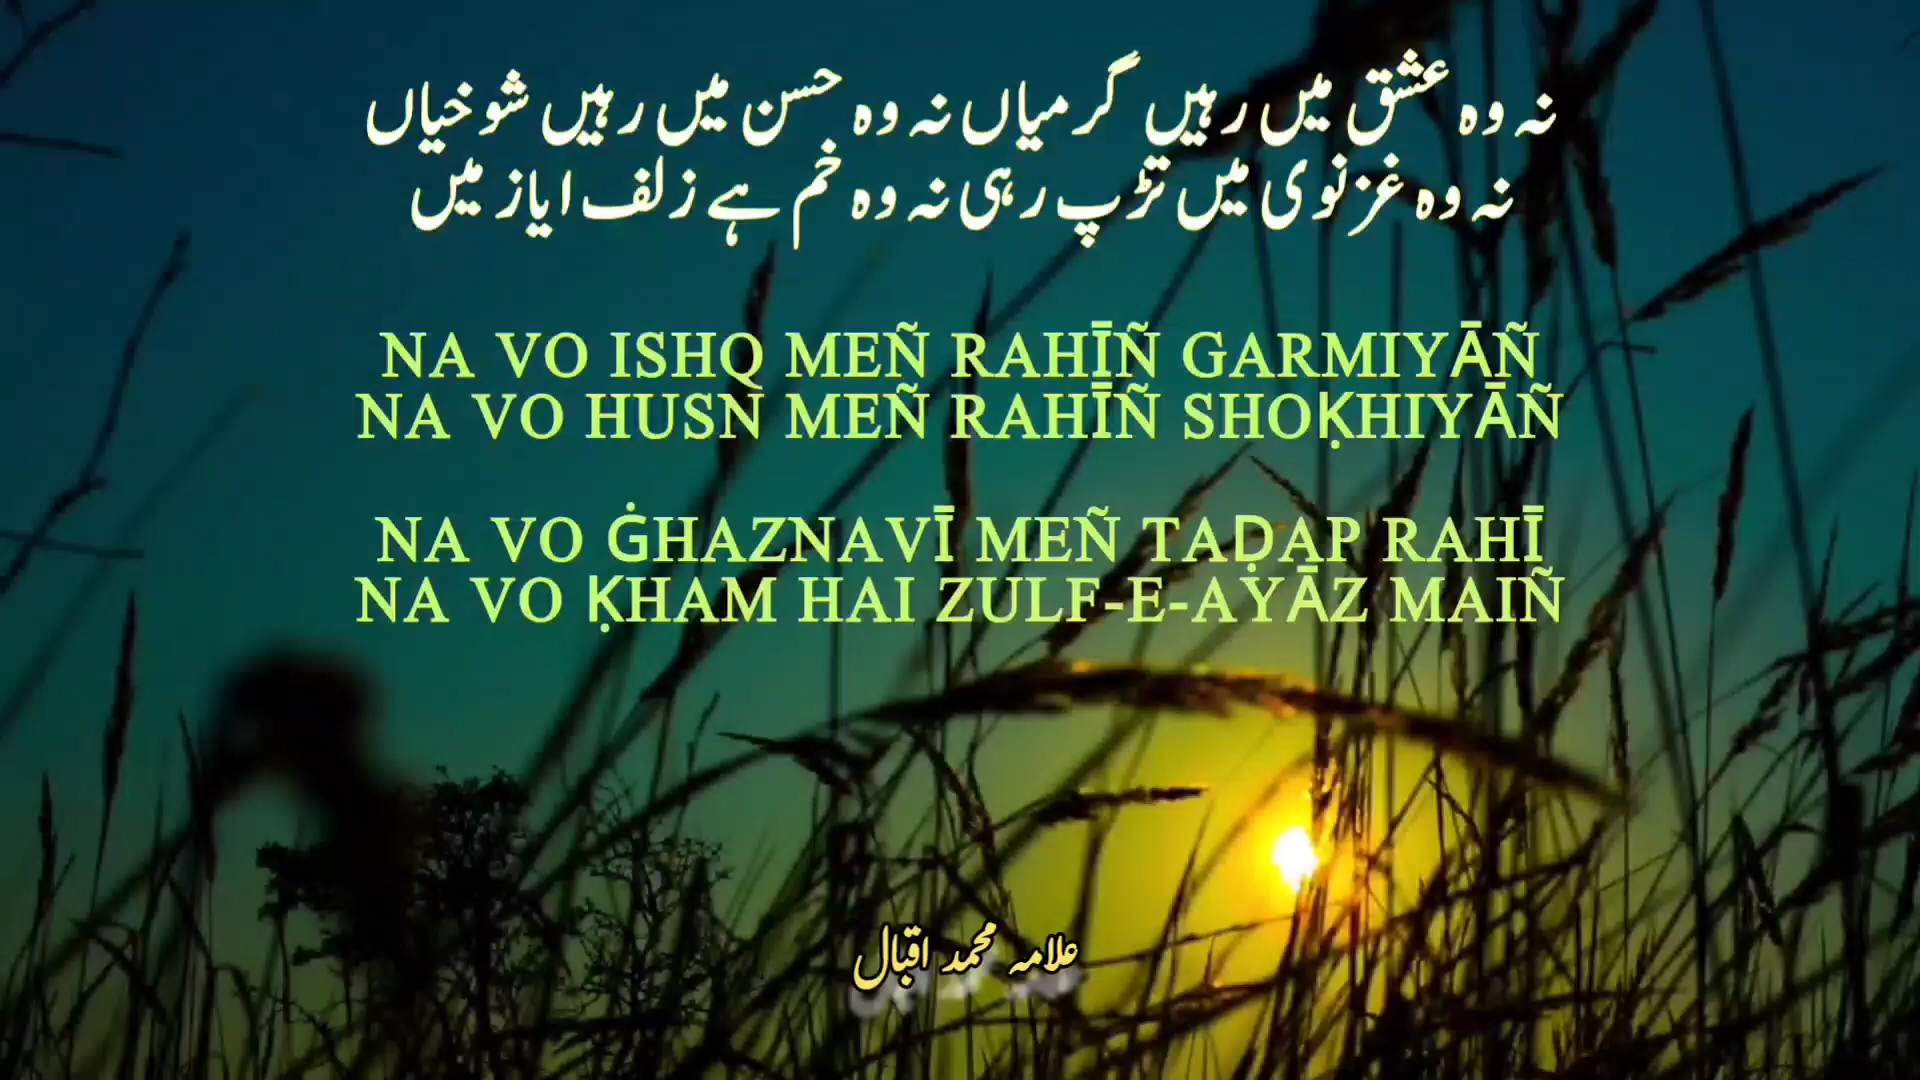 نہ وہ عشق میں رہیں گرمیاں نہ وہ حسن میں رہیں شوخیاں
نہ وہ غزنوی میں تڑپ رہی نہ وہ خم ہے زلف ایاز میں
NA VO ISHQ MEÑ RAHĪÑ GARMIYĀÑ
NA VO HUSN MEÑ RAHĪÑ SHOḲHIYĀÑ
NA VO ĠHAZNAVĪ MEÑ TAḌAP RAHĪ
NA VO ḲHAM HAI ZULF-E-AYĀZ MAIÑ
علامہ محمد اقبال